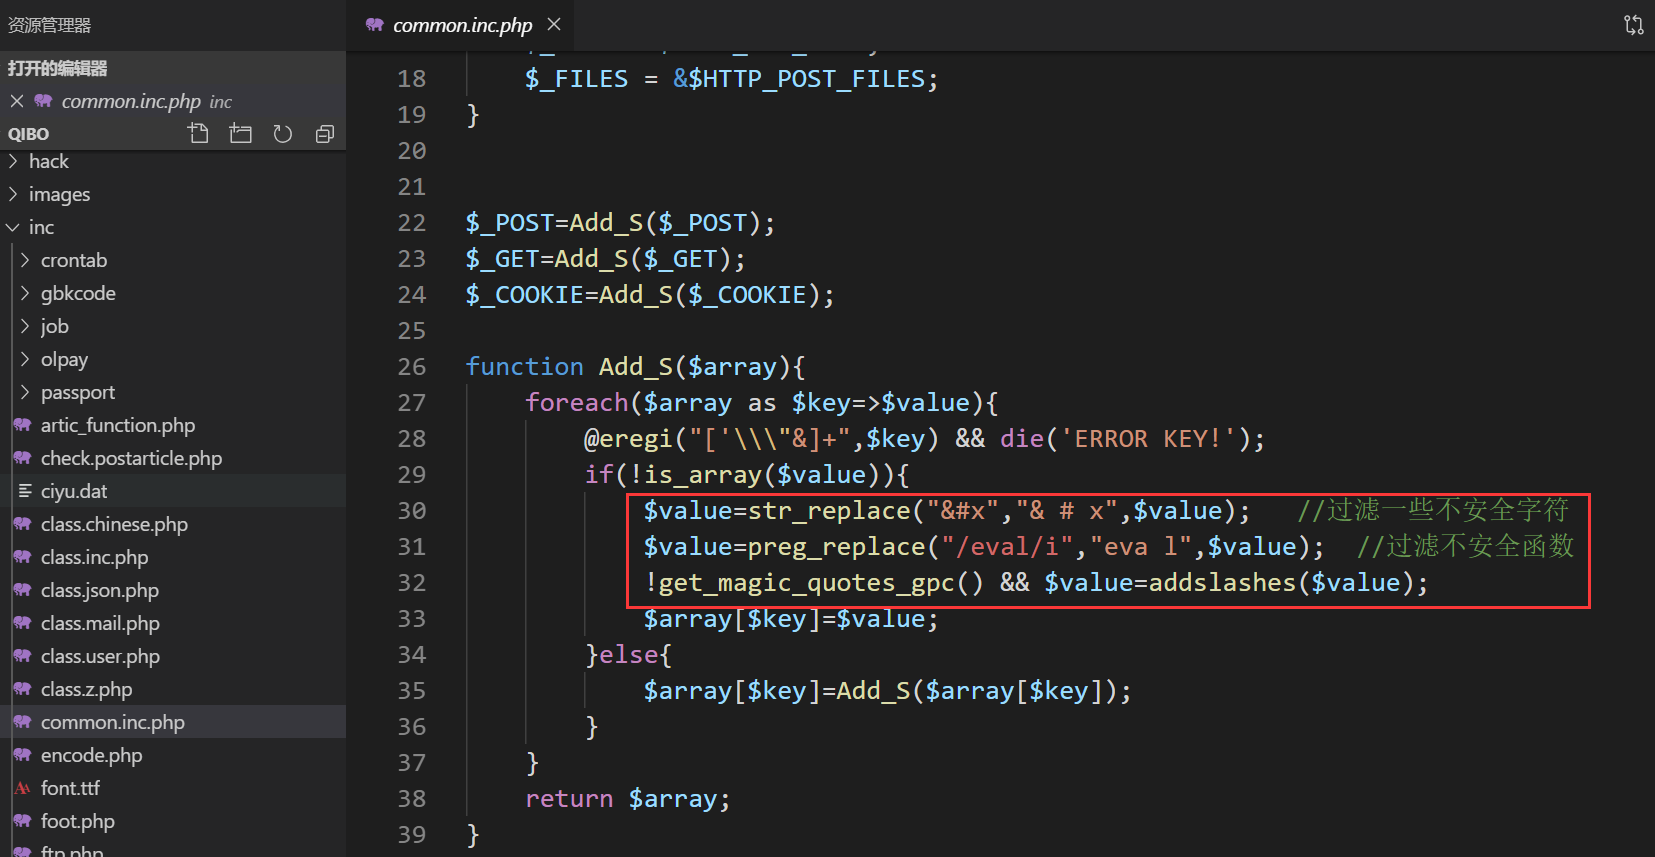 资源管理器
打开的编辑器
common.inc.php inc
QIBO
hack
images
inc
crontab
gbkcode
job
olpay
passport
artic_function.php
check.postarticle.php
ciyu.dat
class.chinese.php
class.inc.php
class.json.php
class.mail.php
class.user.php
class.z.php
common.inc.php
encode.php
font.ttf
foot.php
ftp.php
common.inc.php
18 $_FILES = &$HTTP_POST_FILES;
19 }
20
21
22 $_POST=Add_S($_POST);
23 $_GET=Add_S($_GET);
24 $_COOKIE=Add_S($_COOKIE);
25
26 function Add_S($array){
27 foreach($array as $key=>$value){
28 @eregi("['\\\"&]+",$key) && die('ERROR KEY!');
29 if(!is_array($value)){
30 $value=str_replace("&#x","& # x",$value); //过滤一些不安全字符
31 $value=preg_replace("/eval/i","eva l",$value); //过滤不安全函数
32 !get_magic_quotes_gpc() && $value=addslashes($value);
33 $array[$key]=$value;
34 }else{
35 $array[$key]=Add_S($array[$key]);
36 }
37 }
38 return $array;
39 }